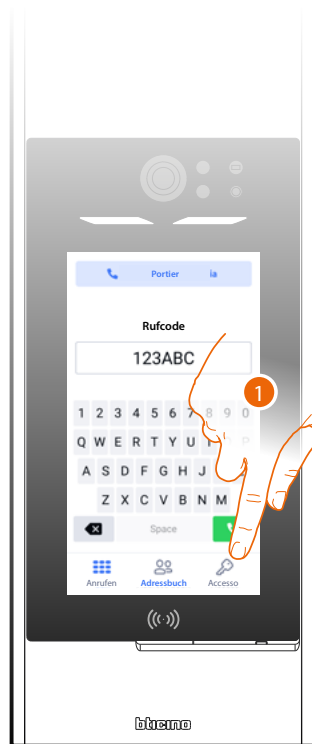 Portier ia
Rufcode
123ABC
1
1 2 3 4 5 6 7 8 9 0
Q W E R T Y U P
A S D F G H J
Z X C V B N M
Space
Anrufen Adressbuch Accesso
bticino